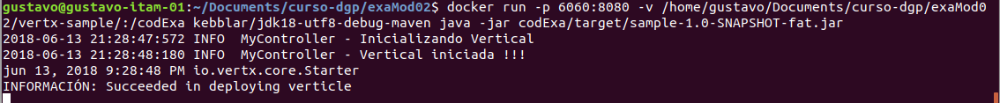 gustavo@gustavo-itam-01:~/Documents/curso-dgp/exaMod02$ docker run -p 6060:8080 -v /home/gustavo/Documents/curso-dgp/exaMod0
2/vertx-sample/:/codExa kebblar/jdk18-utf8-debug-maven java -jar codExa/target/sample-1.0-SNAPSHOT-fat.jar
2018-06-13 21:28:47:572 INFO  MyController - Inicializando Vertical
2018-06-13 21:28:48:180 INFO  MyController - Vertical iniciada !!!
jun 13, 2018 9:28:48 PM io.vertx.core.Starter
INFORMACIÓN: Succeeded in deploying verticle